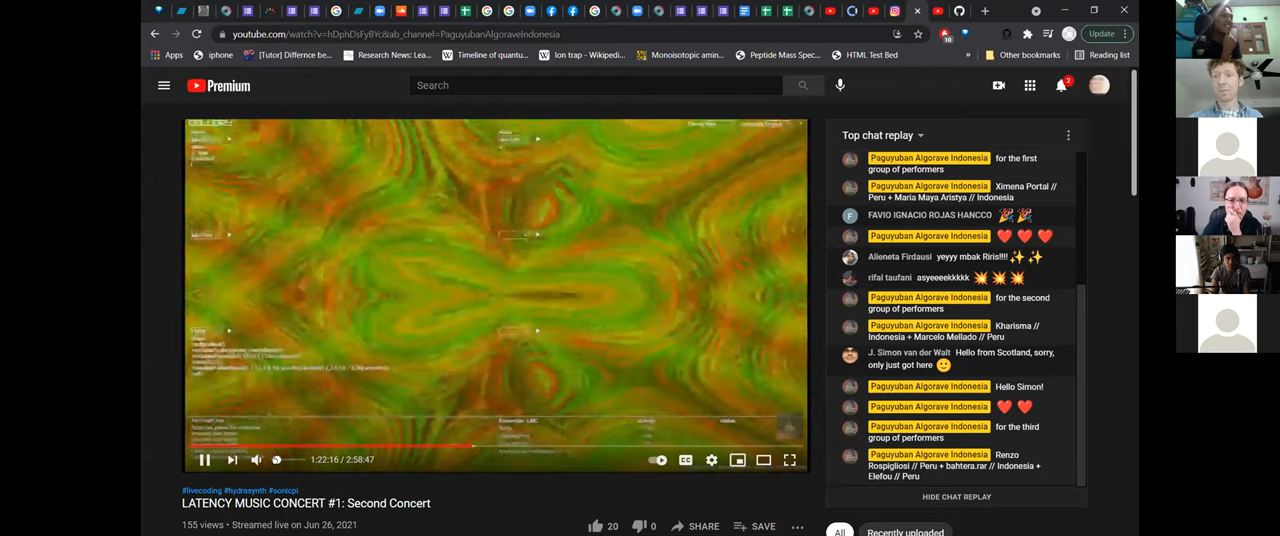 youtube.com/watch?v=hDphDsFyBYc&ab_channel=PaguyubanAlgoraveIndonesia
Update
Apps
iphone
[Tutor] Differnce be...
Research News: Lea...
Timeline of quantu...
Ion trap - Wikipedi...
Monoisotopic amin...
Peptide Mass Spec...
HTML Test Bed
»
Other bookmarks
Reading list
10
Premium
Search
2
Top chat replay
Paguyuban Algorave Indonesia for the first
group of performers
Paguyuban Algorave Indonesia Ximena Portal //
Peru + Maria Maya Aristya // Indonesia
F FAVIO IGNACIO ROJAS HANCCO 🎉 🎉
Paguyuban Algorave Indonesia ❤️ ❤️ ❤️
Alieneta Firdausi yeyyy mbak Riris!!!! ✨ ✨
rifal taufani asyeeeekkkkk 💥 💥 💥
Paguyuban Algorave Indonesia for the second
group of performers
Paguyuban Algorave Indonesia Kharisma //
Indonesia + Marcelo Mellado // Peru
J. Simon van der Walt Hello from Scotland, sorry,
only just got here 🙂
Paguyuban Algorave Indonesia Hello Simon!
Paguyuban Algorave Indonesia ❤️ ❤️
Paguyuban Algorave Indonesia for the third
group of performers
Paguyuban Algorave Indonesia Renzo
Rospigliosi // Peru + bahtera.rar // Indonesia +
Elefou // Peru
HIDE CHAT REPLAY
1:22:16 / 2:58:47
CC
#livecoding #hydrasynth #sonicpi
LATENCY MUSIC CONCERT #1: Second Concert
155 views • Streamed live on Jun 26, 2021
20
0
SHARE
SAVE
All
Recently uploaded